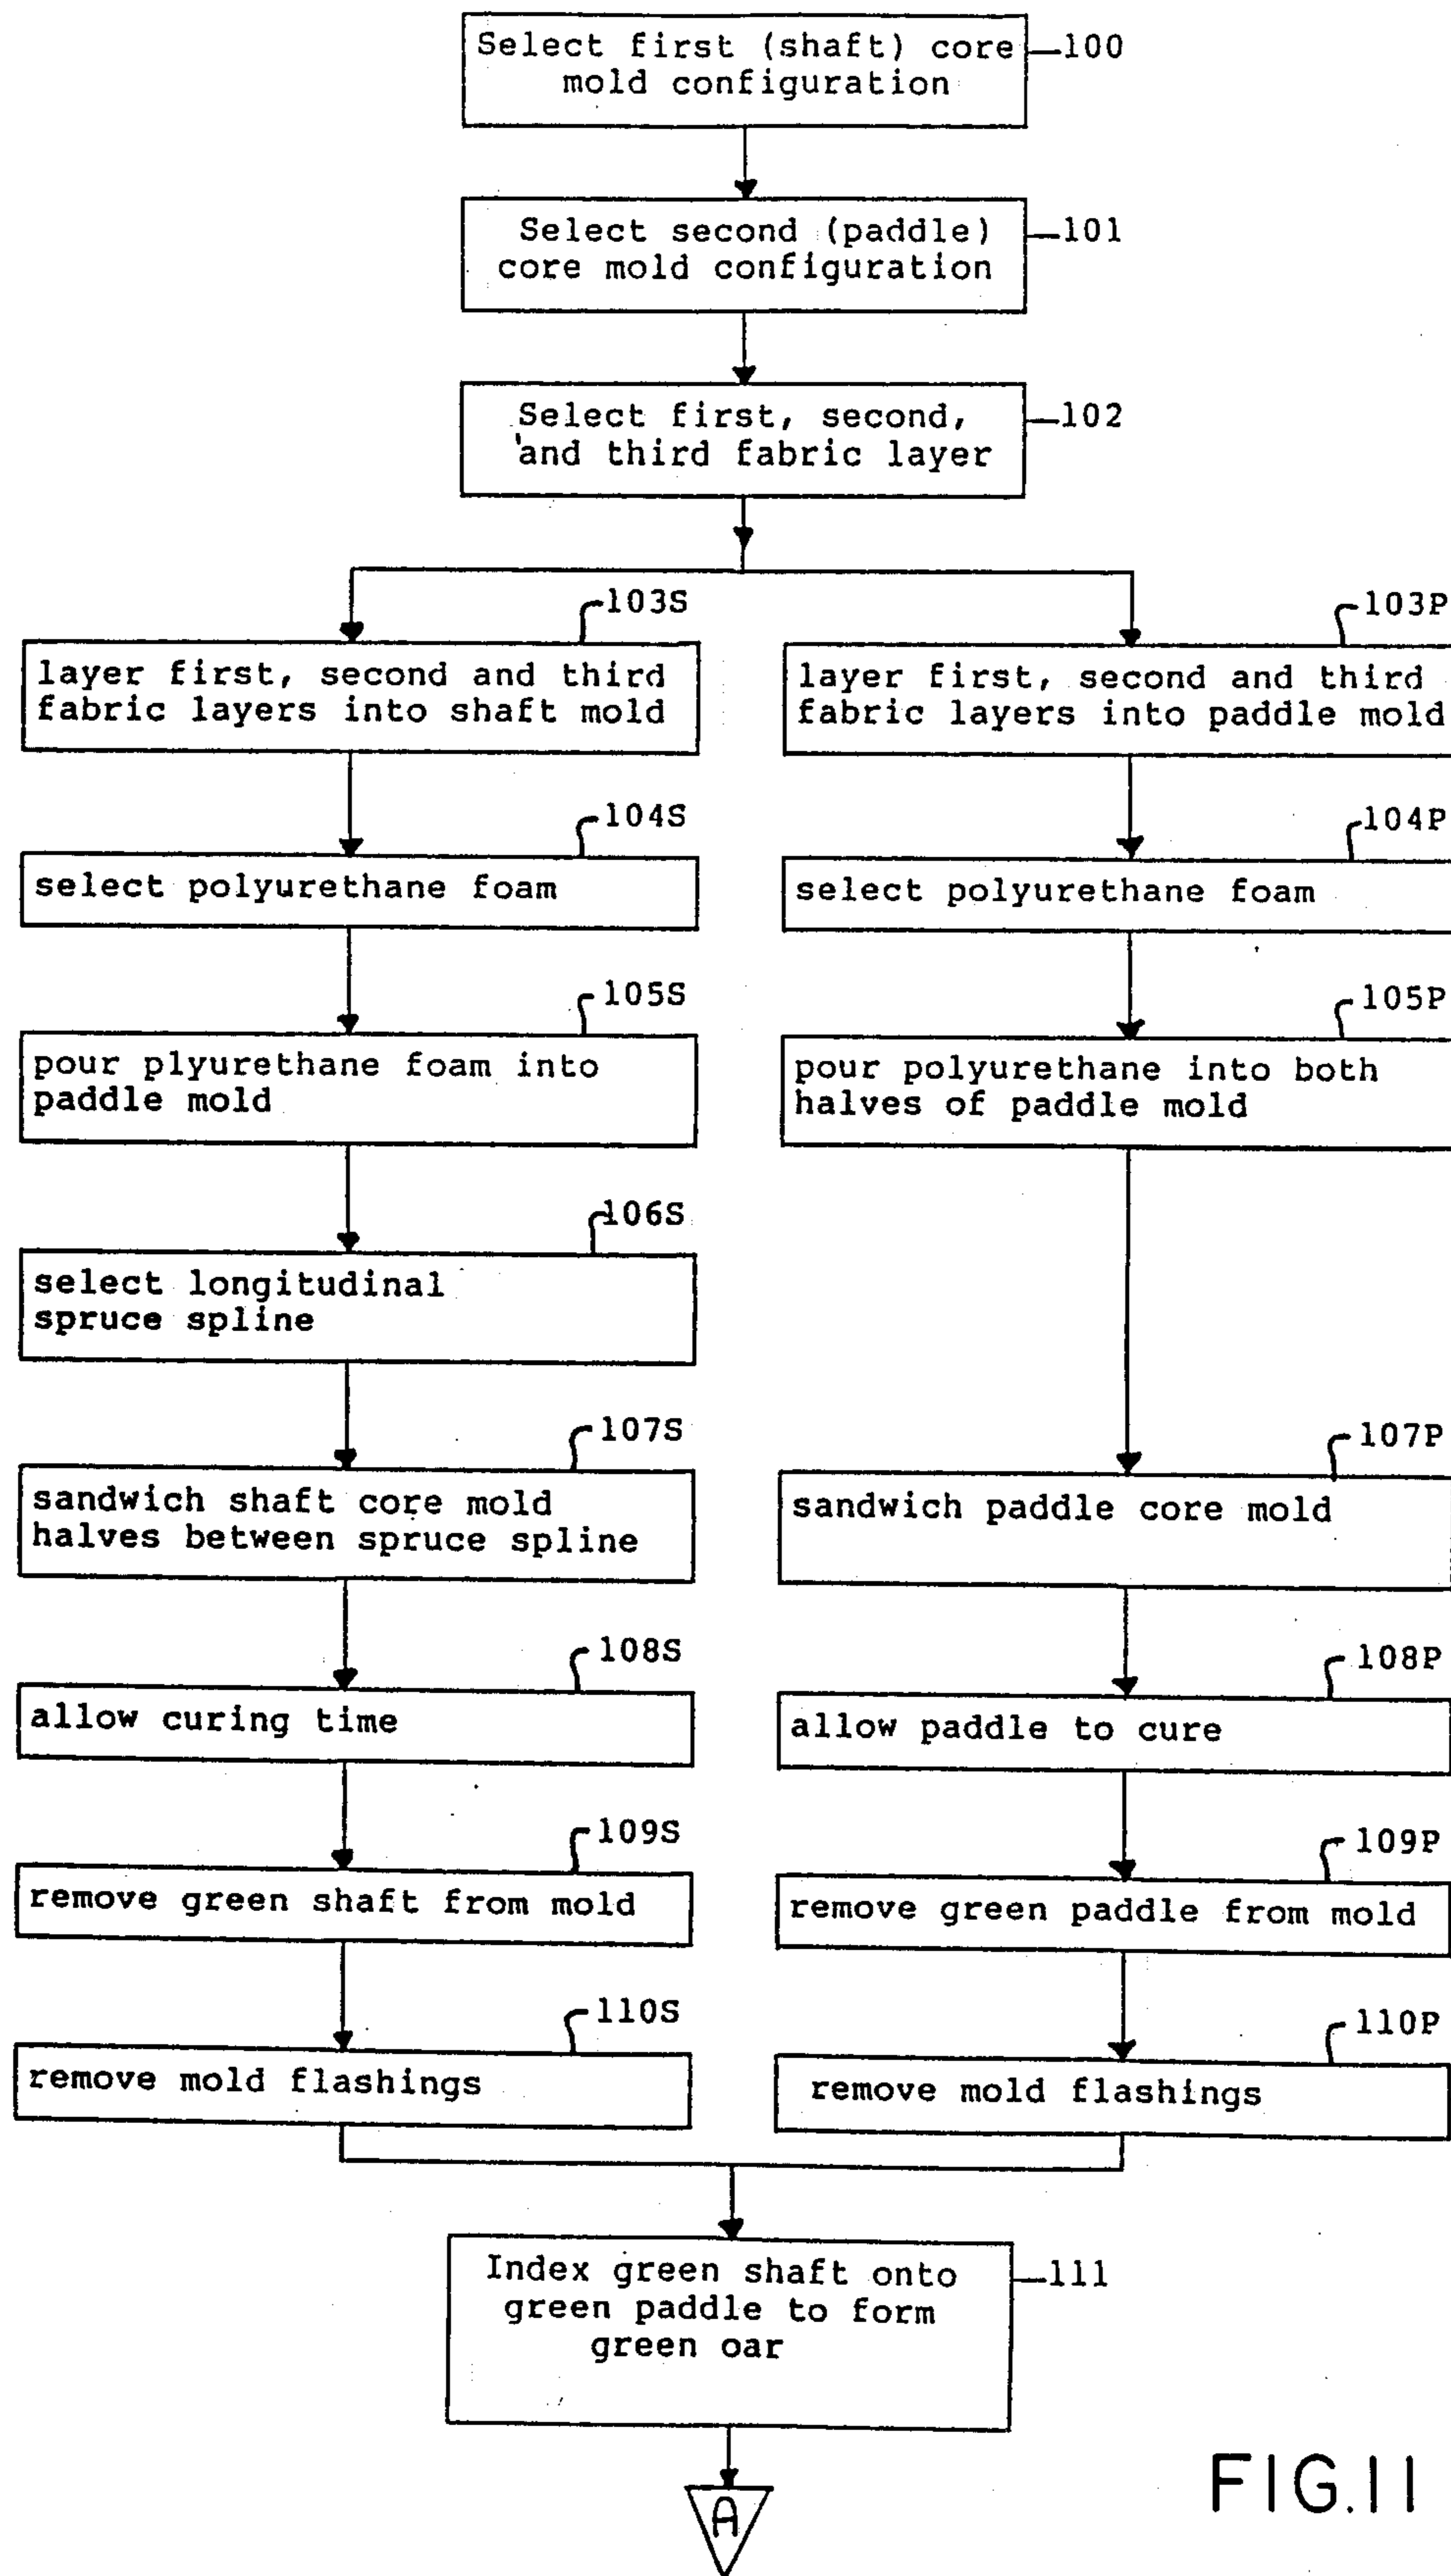 Select first (shaft) core
mold configuration
100
Select second (paddle)
core mold configuration
101
Select first, second,
and third fabric layer
102
103S
layer first, second and third
fabric layers into shaft mold
104S
select polyurethane foam
105S
pour plyurethane foam into
paddle mold
106S
select longitudinal
spruce spline
107S
sandwich shaft core mold
halves between spruce spline
108S
allow curing time
109S
remove green shaft from mold
110S
remove mold flashings
103P
layer first, second and third
fabric layers into paddle mold
104P
select polyurethane foam
105P
pour polyurethane into both
halves of paddle mold
107P
sandwich paddle core mold
108P
allow paddle to cure
109P
remove green paddle from mold
110P
remove mold flashings
Index green shaft onto
green paddle to form
green oar
111
A
FIG.11